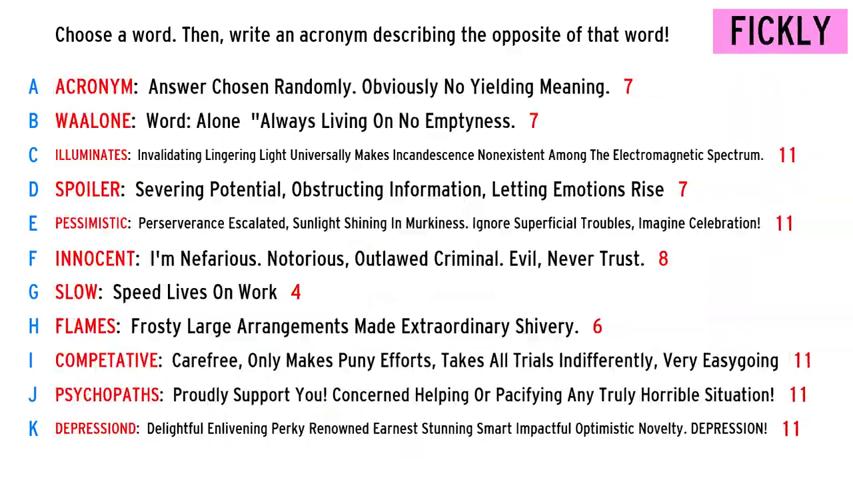 Choose a word. Then, write an acronym describing the opposite of that word!
FICKLY
A ACRONYM: Answer Chosen Randomly. Obviously No Yielding Meaning. 7
B WAALONE: Word: Alone "Always Living On No Emptyness. 7
C ILLUMINATES: Invalidating Lingering Light Universally Makes Incandescence Nonexistent Among The Electromagnetic Spectrum. 11
D SPOILER: Severing Potential, Obstructing Information, Letting Emotions Rise 7
E PESSIMISTIC: Perserverance Escalated, Sunlight Shining In Murkiness. Ignore Superficial Troubles, Imagine Celebration! 11
F INNOCENT: I'm Nefarious. Notorious, Outlawed Criminal. Evil, Never Trust. 8
G SLOW: Speed Lives On Work 4
H FLAMES: Frosty Large Arrangements Made Extraordinary Shivery. 6
I COMPETATIVE: Carefree, Only Makes Puny Efforts, Takes All Trials Indifferently, Very Easygoing 11
J PSYCHOPATHS: Proudly Support You! Concerned Helping Or Pacifying Any Truly Horrible Situation! 11
K DEPRESSIOND: Delightful Enlivening Perky Renowned Earnest Stunning Smart Impactful Optimistic Novelty. DEPRESSION! 11